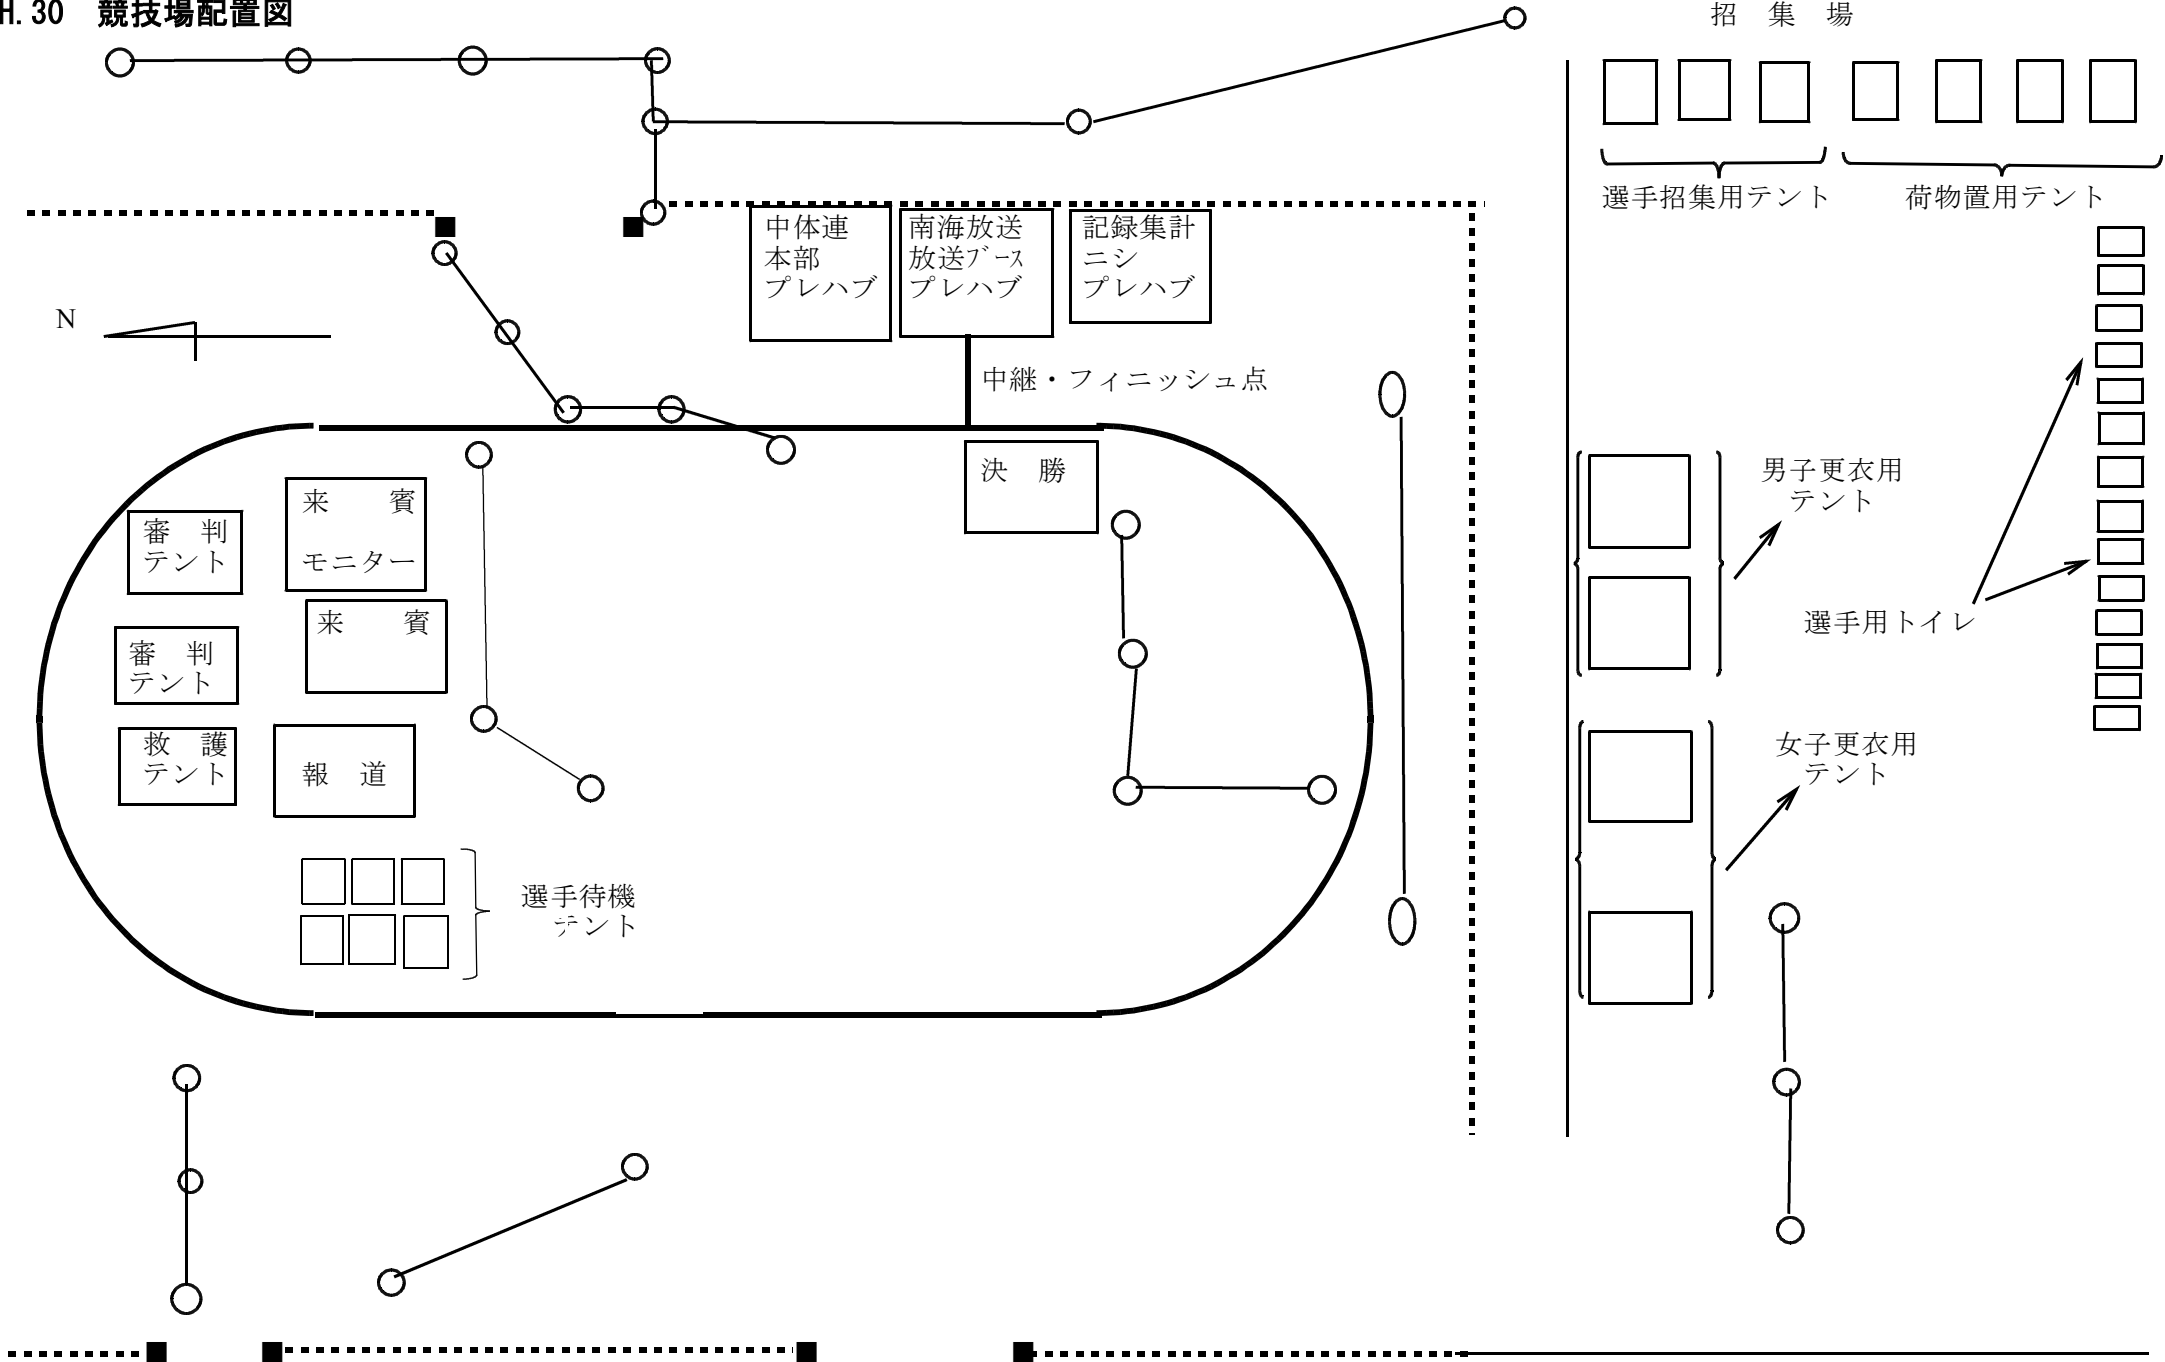 H.30　競技場配置図
招　集　場
選手招集用テント
荷物置用テント
中体連
本部
プレハブ
南海放送
放送ﾌﾞｰｽ
プレハブ
記録集計
ニシ
プレハブ
N
中継・フィニッシュ点
決　勝
来　　賓
モニター
審　判
テント
来　　賓
審　判
テント
救　護
テント
報　道
選手待機
テント
男子更衣用
テント
選手用トイレ
女子更衣用
テント